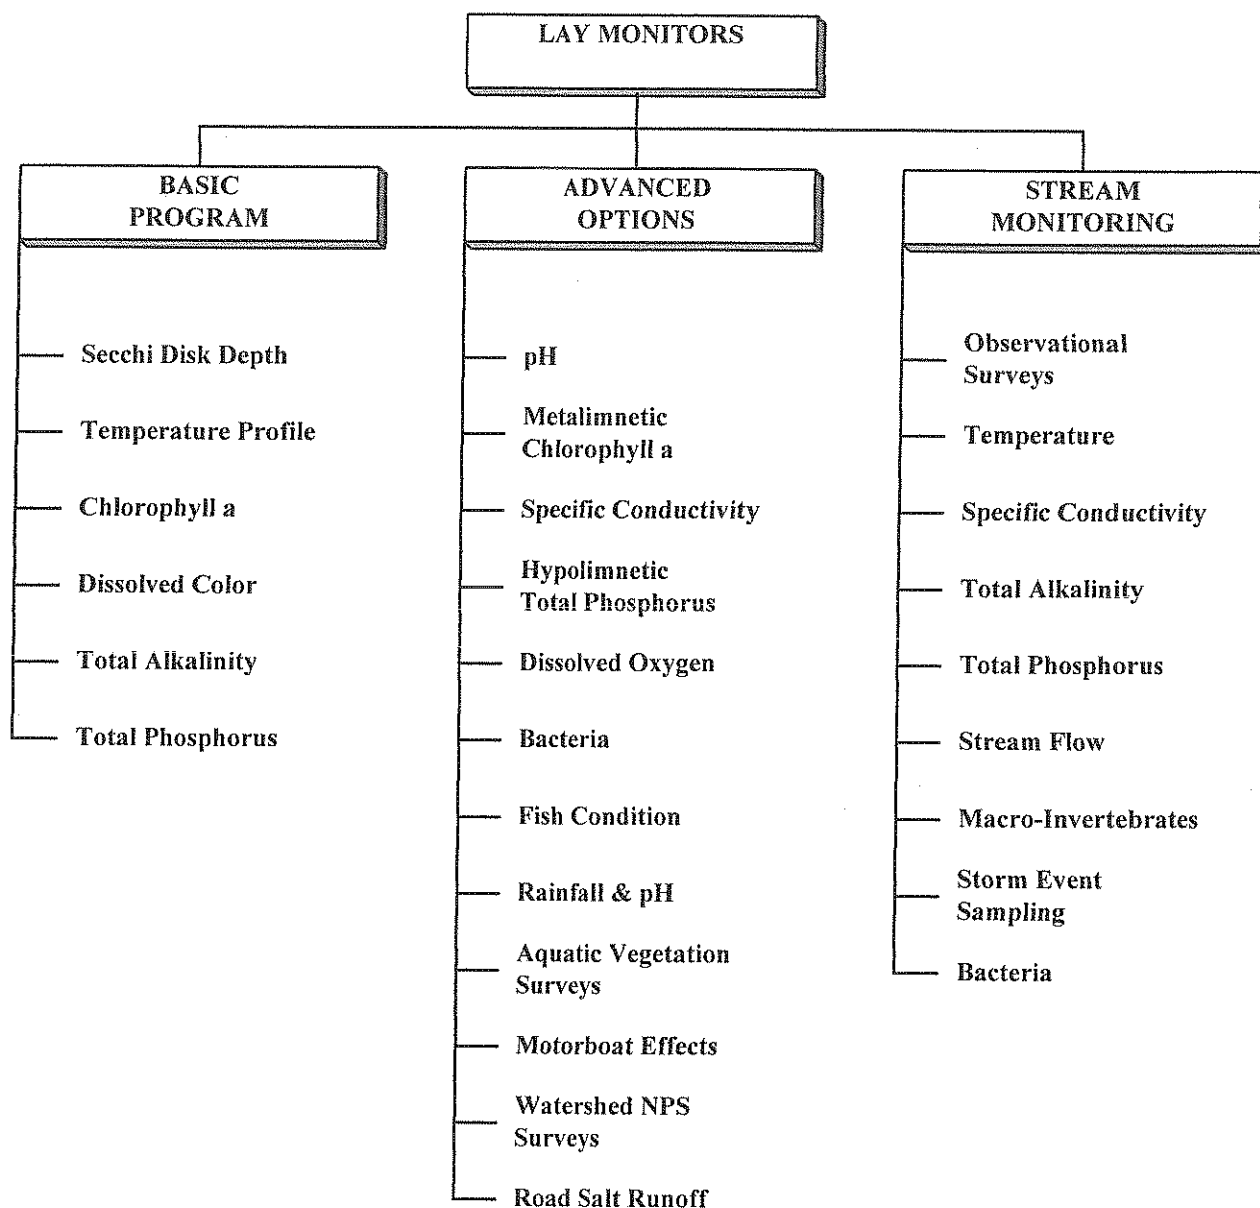 LAY MONITORS
BASIC
PROGRAM
Secchi Disk Depth
Temperature Profile
Chlorophyll a
Dissolved Color
Total Alkalinity
Total Phosphorus
ADVANCED
OPTIONS
pH
Metalimnetic
Chlorophyll a
Specific Conductivity
Hypolimnetic
Total Phosphorus
Dissolved Oxygen
Bacteria
Fish Condition
Rainfall & pH
Aquatic Vegetation
Surveys
Motorboat Effects
Watershed NPS
Surveys
Road Salt Runoff
STREAM
MONITORING
Observational
Surveys
Temperature
Specific Conductivity
Total Alkalinity
Total Phosphorus
Stream Flow
Macro-Invertebrates
Storm Event
Sampling
Bacteria